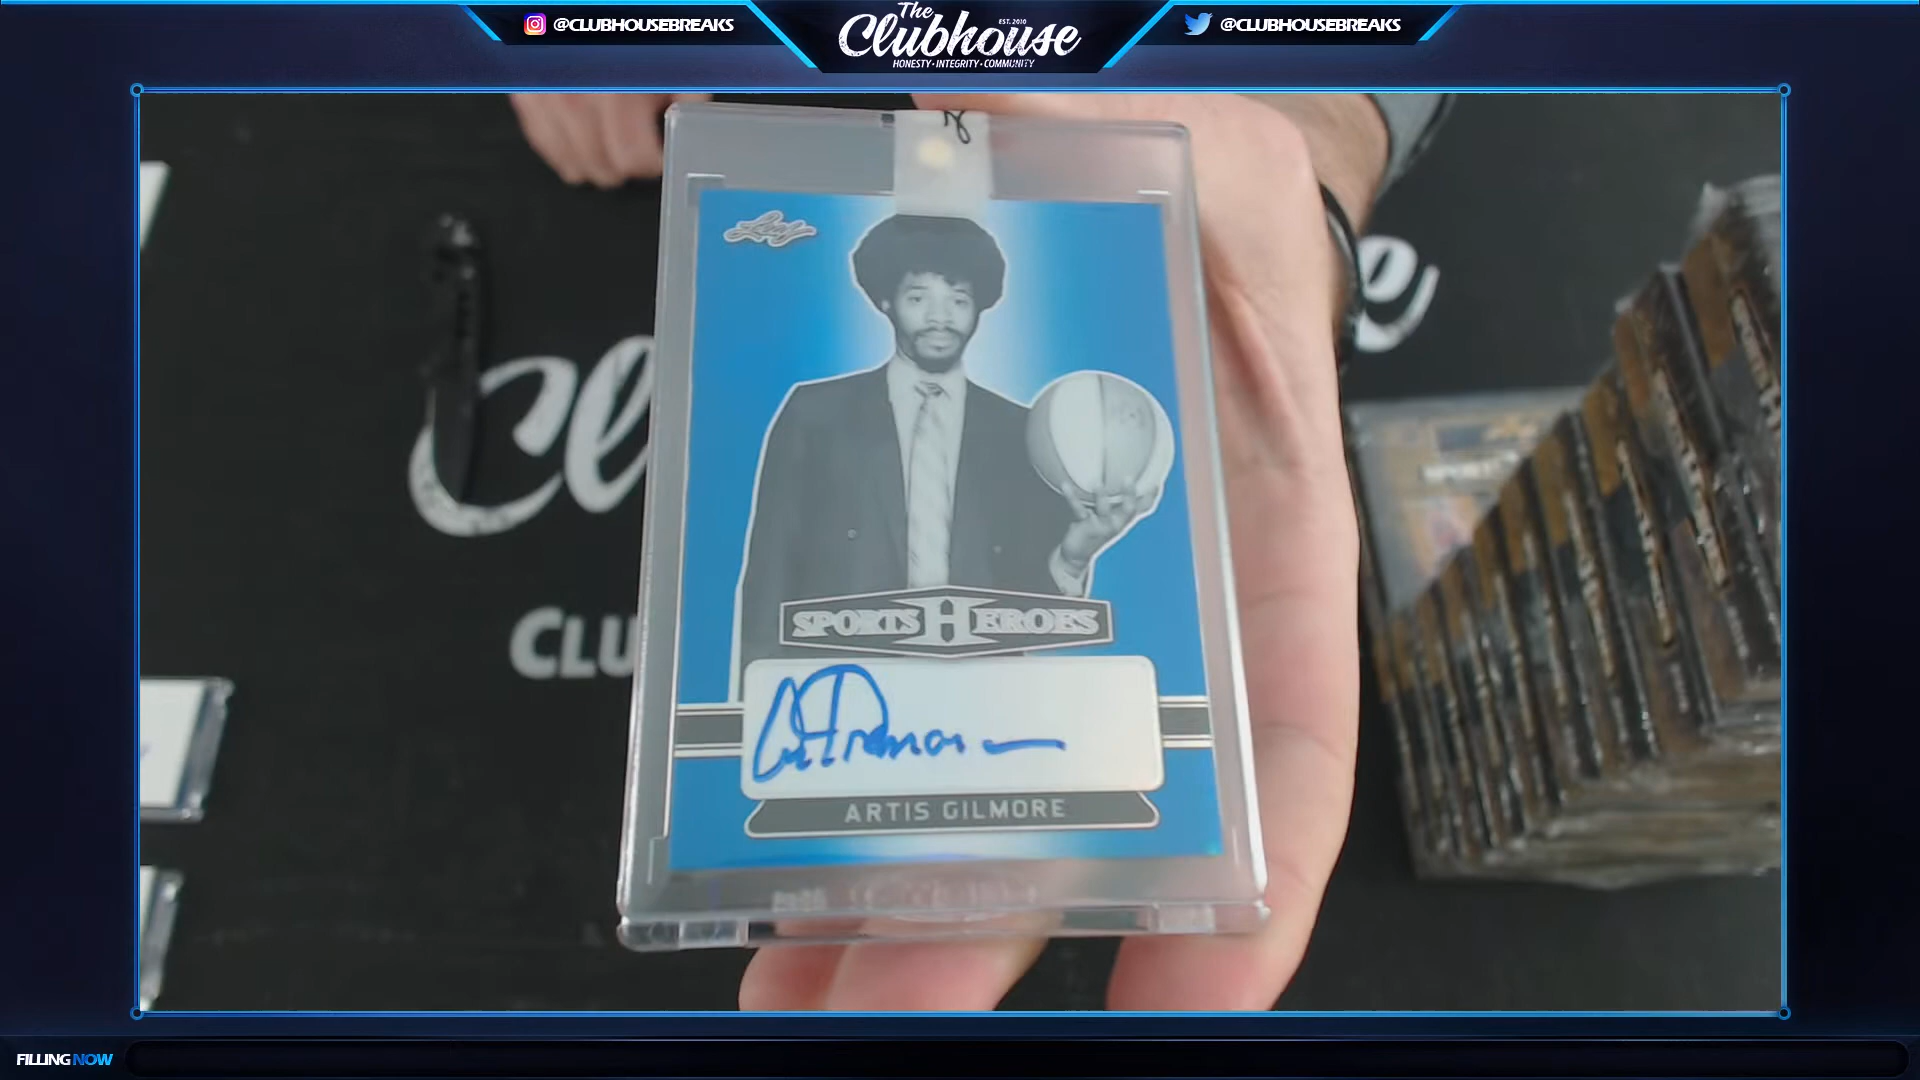 @CLUBHOUSEBREAKS
The
EST. 2010
Clubhouse
HONESTY • INTEGRITY • COMMUNITY
@CLUBHOUSEBREAKS
Leaf
SPORTS HEROES
ARTIS GILMORE
CLU
FILLING NOW